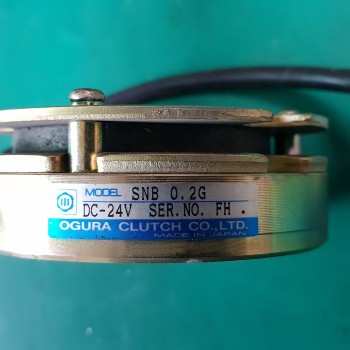 MODEL SNB 0.2G
DC-24V SER.NO. FH.
OGURA CLUTCH CO.,LTD.
MADE IN JAPAN